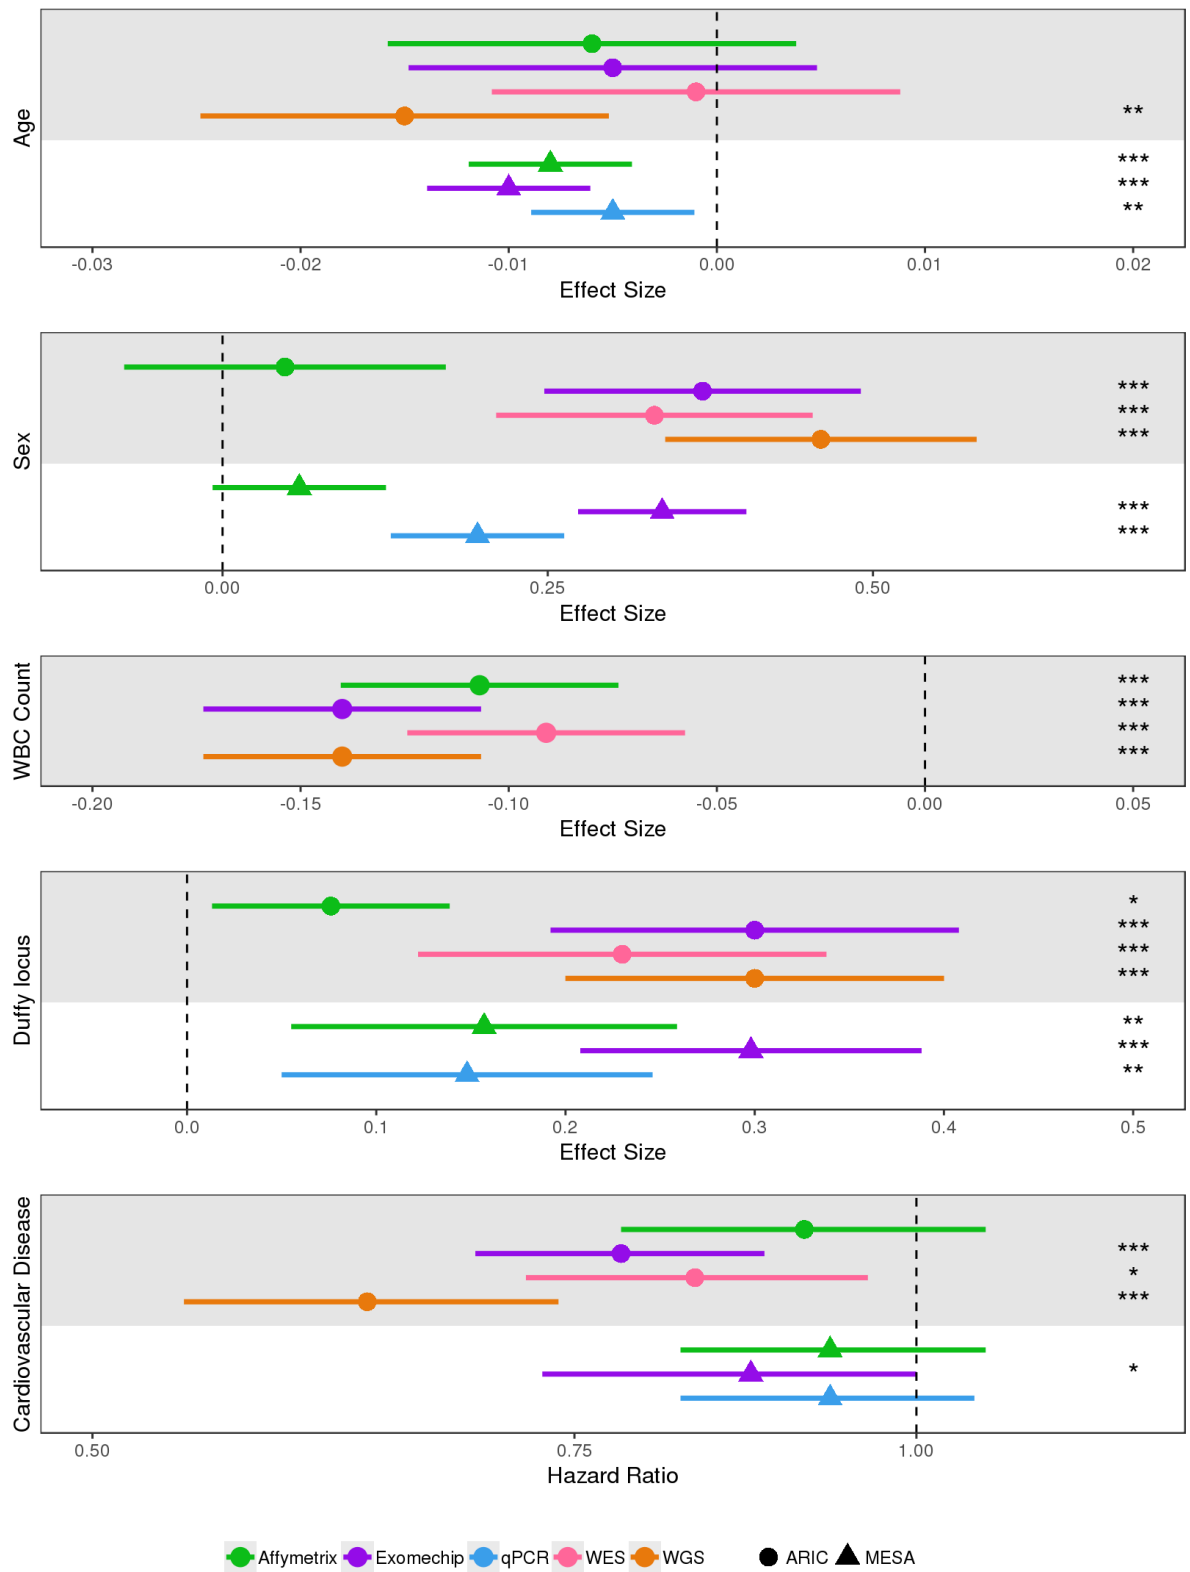 Age
**
***
***
**
-0.03 -0.02 -0.01 0.00 0.01 0.02
Effect Size
Sex
***
***
***
***
***
0.00 0.25 0.50
Effect Size
WBC Count
***
***
***
***
-0.20 -0.15 -0.10 -0.05 0.00 0.05
Effect Size
Duffy locus
*
***
***
***
**
***
**
0.0 0.1 0.2 0.3 0.4 0.5
Effect Size
Cardiovascular Disease
***
*
***
*
0.50 0.75 1.00
Hazard Ratio
Affymetrix Exomechip qPCR WES WGS ARIC MESA